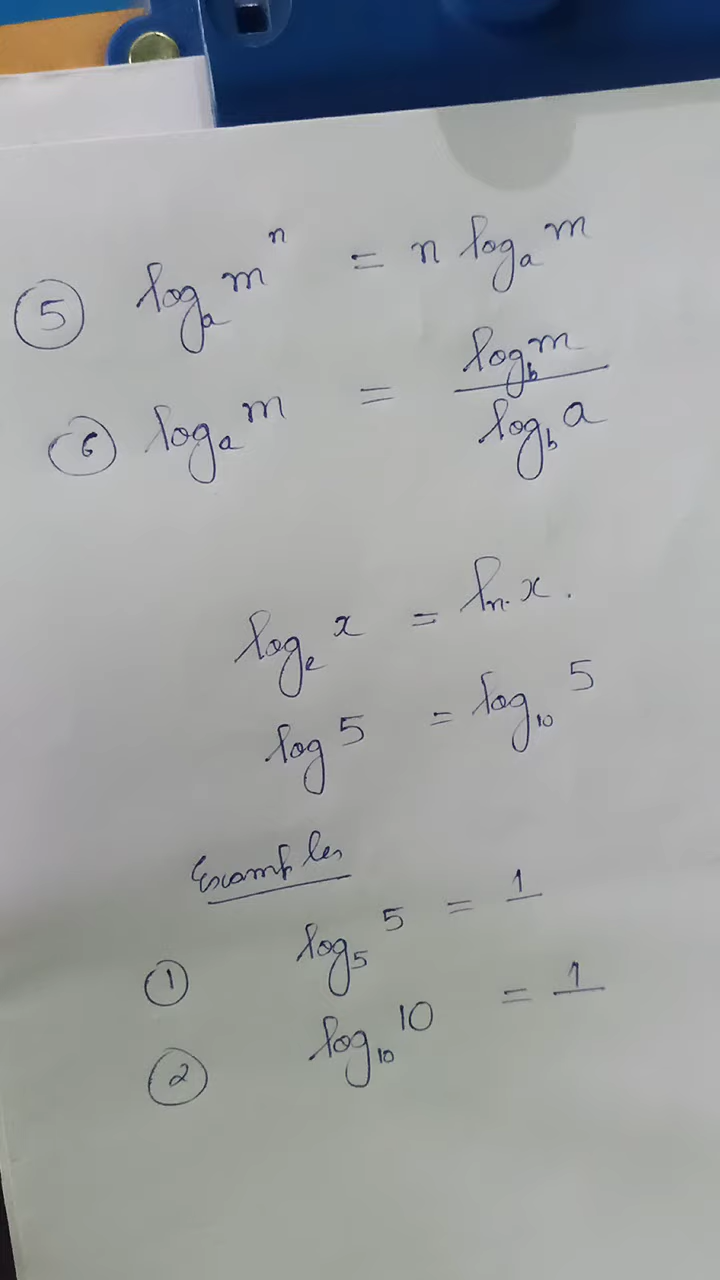 ⑤ logₐ mⁿ = n logₐ m
⑥ logₐ m = log_b m / log_b a
logₑ x = ln x.
log 5 = log₁₀ 5
Examples
① log₅ 5 = 1
② log₁₀ 10 = 1